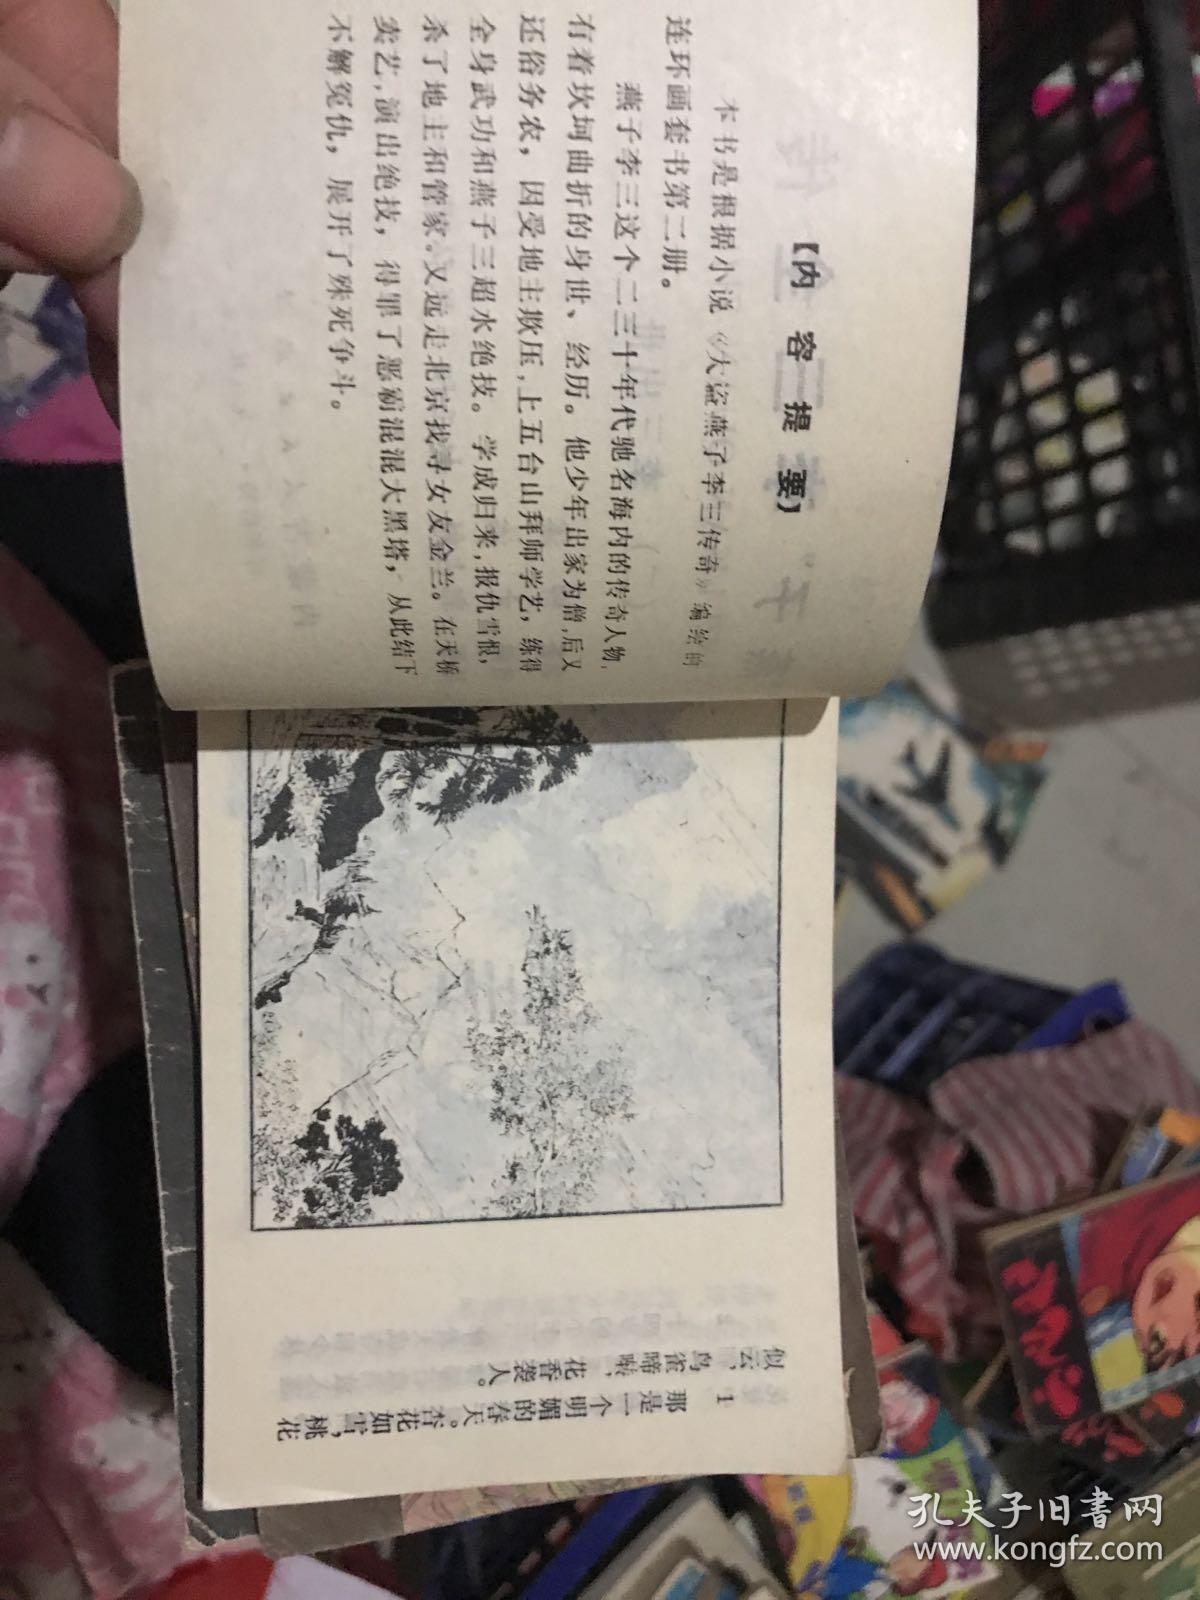 【内容提要】
本书是根据小说《大盗燕子李三传奇》编绘的
连环画套书第二册。
燕子李三这个二三十年代驰名海内的传奇人物,
有着坎坷曲折的身世、经历。他少年出家为僧,后又
还俗务农，因受地主欺压,上五台山拜师学艺，练得
全身武功和燕子三超水绝技。学成归来,报仇雪恨,
杀了地主和管家。又远走北京找寻女友金兰。在天桥
卖艺,演出绝技，得罪了恶霸混混大黑塔，从此结下
不解冤仇，展开了殊死争斗。
1 那是一个明媚的春天。杏花如雪，桃花
似云、鸟雀啼啭，花香袭人。
孔夫子旧書网
www.kongfz.com